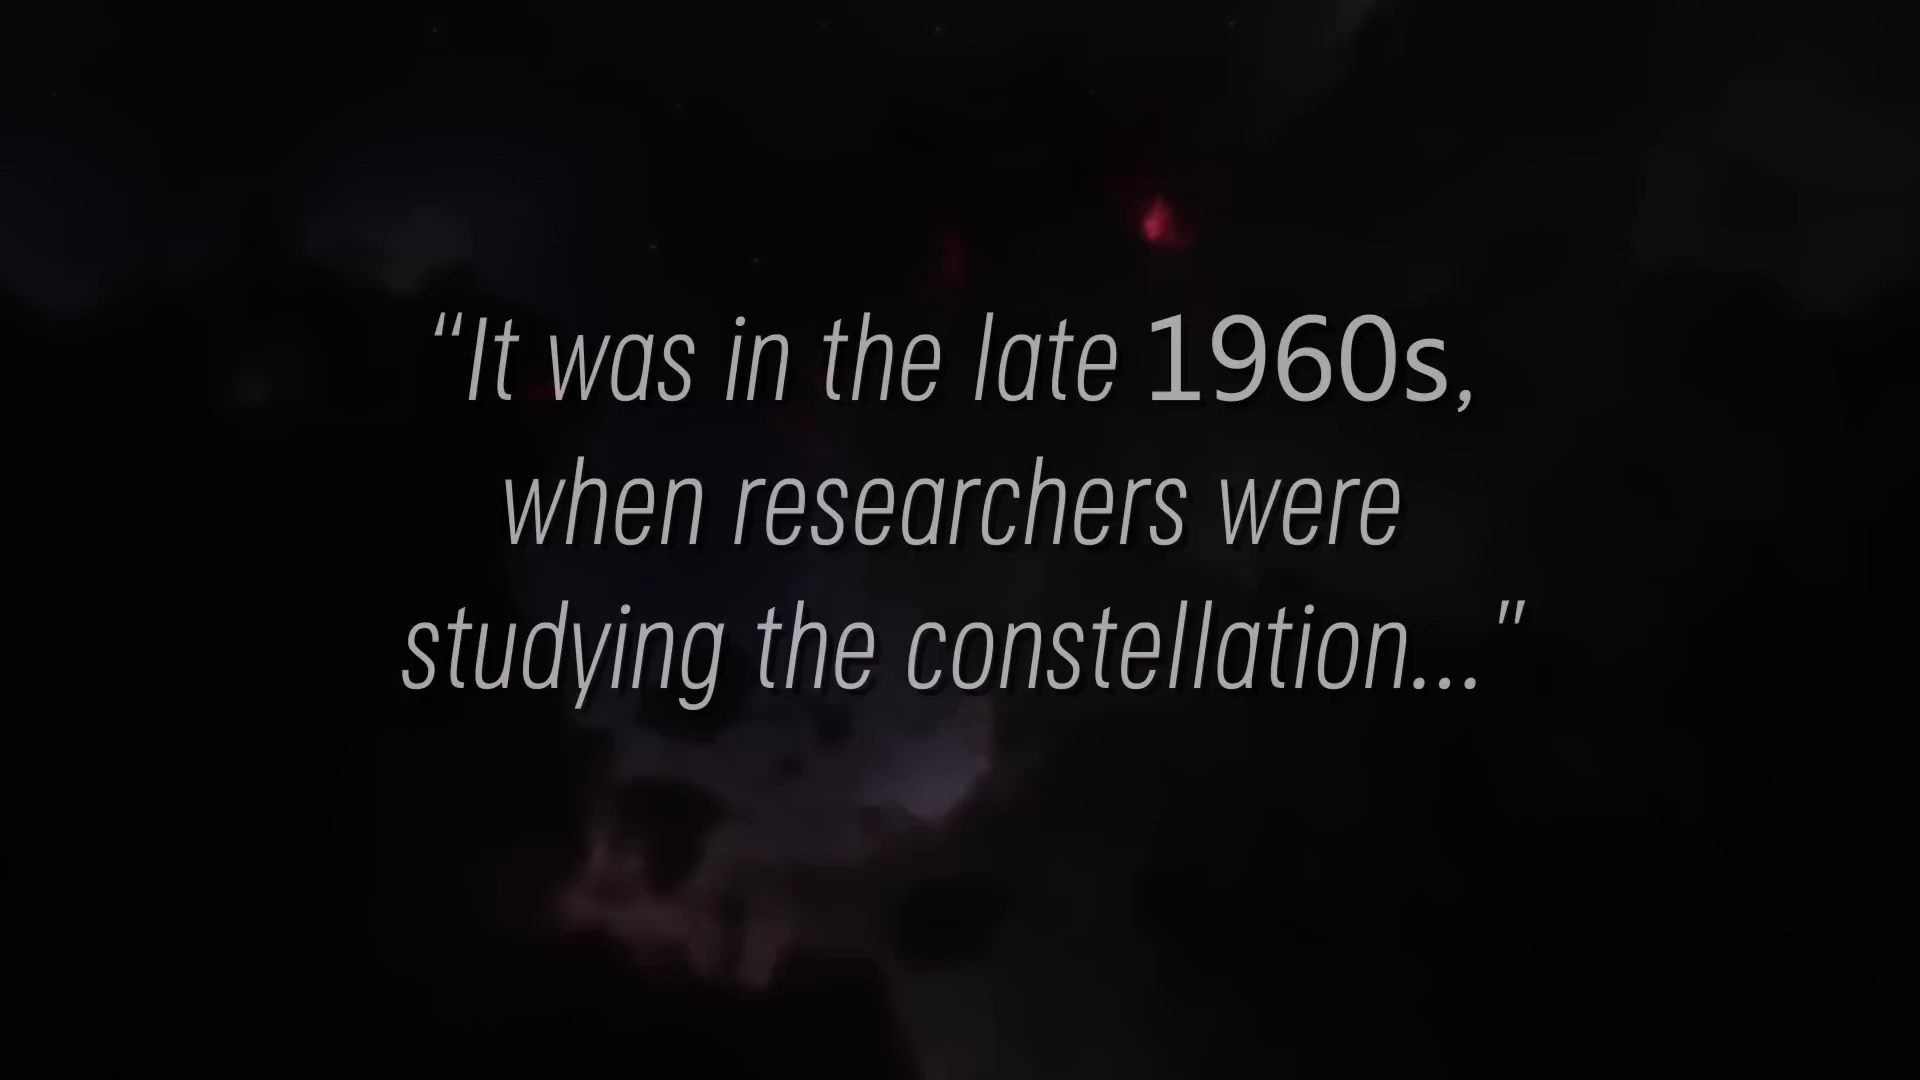 “It was in the late 1960s,
when researchers were
studying the constellation...”